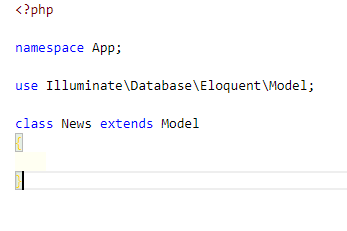 <?php
namespace App;
use Illuminate\Database\Eloquent\Model;
class News extends Model
{
}